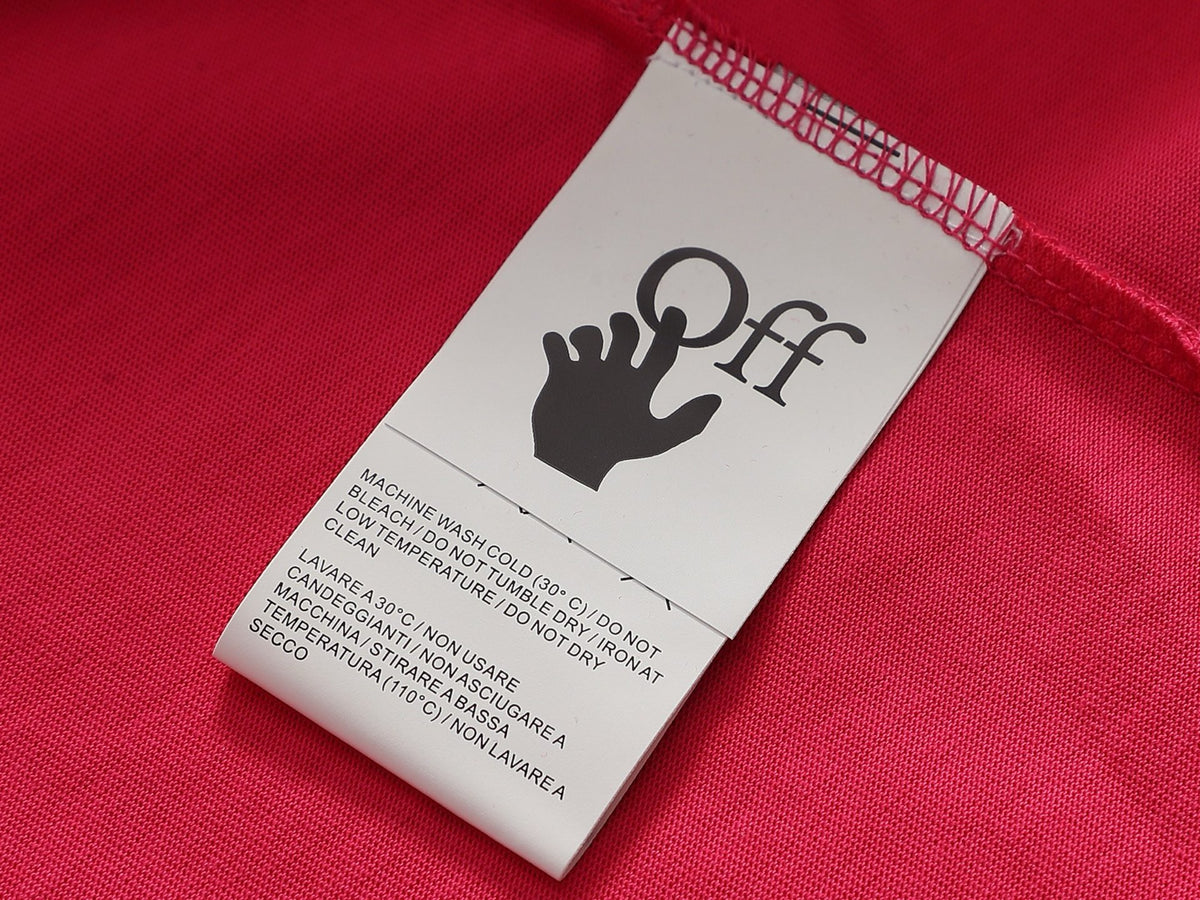 Off
MACHINE WASH COLD (30° C) / DO NOT
BLEACH / DO NOT TUMBLE DRY / IRON AT
LOW TEMPERATURE / DO NOT DRY
CLEAN
LAVARE A 30°C / NON USARE
CANDEGGIANTI / NON ASCIUGARE A
MACCHINA / STIRARE A BASSA
TEMPERATURA (110°C) / NON LAVARE A
SECCO